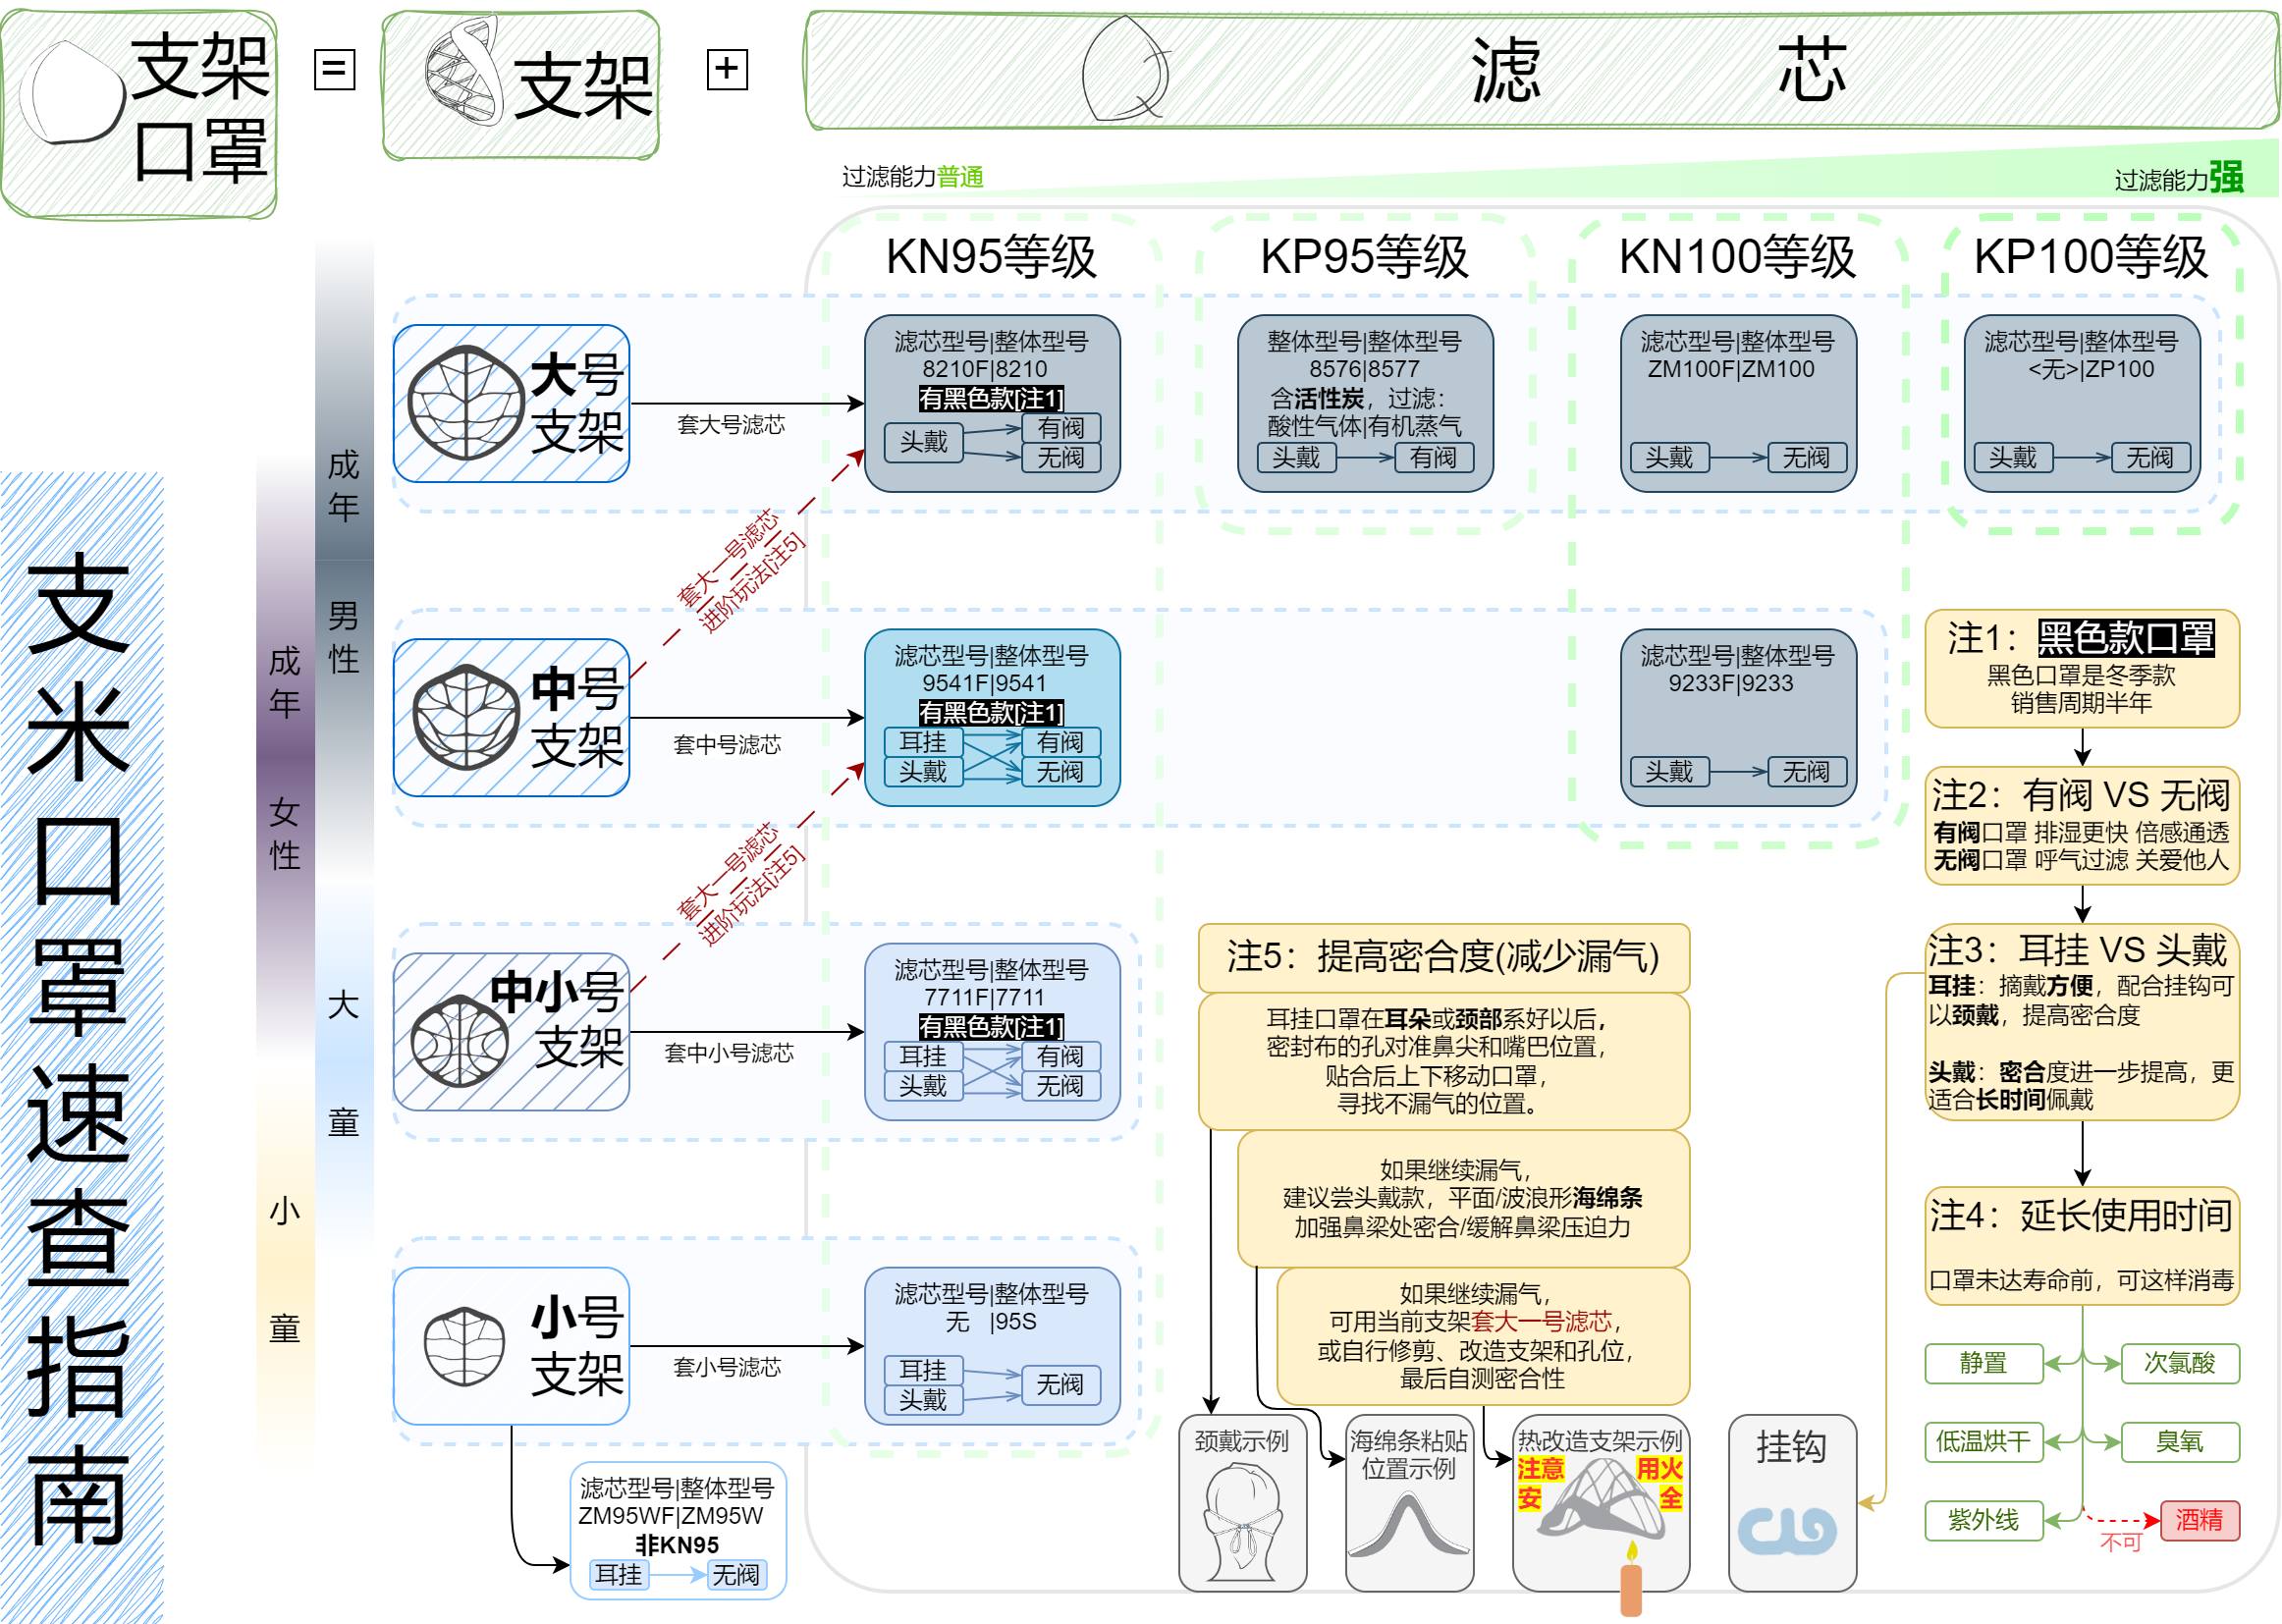 支架
口罩
=
支架
+
滤 芯
过滤能力普通
过滤能力强
支米口罩速查指南
成年
男性
成年
女性
大
童
小
童
KN95等级
KP95等级
KN100等级
KP100等级
大号
支架
套大号滤芯
滤芯型号|整体型号
8210F|8210
有黑色款[注1]
头戴
有阀
无阀
整体型号|整体型号
8576|8577
含活性炭，过滤：
酸性气体|有机蒸气
头戴
有阀
滤芯型号|整体型号
ZM100F|ZM100
头戴
无阀
滤芯型号|整体型号
<无>|ZP100
头戴
无阀
套大一号滤芯
进阶玩法[注5]
中号
支架
套中号滤芯
滤芯型号|整体型号
9541F|9541
有黑色款[注1]
耳挂
头戴
有阀
无阀
滤芯型号|整体型号
9233F|9233
头戴
无阀
套大一号滤芯
进阶玩法[注5]
中小号
支架
套中小号滤芯
滤芯型号|整体型号
7711F|7711
有黑色款[注1]
耳挂
头戴
有阀
无阀
小号
支架
套小号滤芯
滤芯型号|整体型号
无 |95S
耳挂
头戴
无阀
滤芯型号|整体型号
ZM95WF|ZM95W
非KN95
耳挂
无阀
注1：黑色款口罩
黑色口罩是冬季款
销售周期半年
注2：有阀 VS 无阀
有阀口罩 排湿更快 倍感通透
无阀口罩 呼气过滤 关爱他人
注3：耳挂 VS 头戴
耳挂：摘戴方便，配合挂钩可
以颈戴，提高密合度
头戴：密合度进一步提高，更
适合长时间佩戴
注4：延长使用时间
口罩未达寿命前，可这样消毒
静置
次氯酸
低温烘干
臭氧
紫外线
酒精
不可
注5：提高密合度(减少漏气)
耳挂口罩在耳朵或颈部系好以后，
密封布的孔对准鼻尖和嘴巴位置，
贴合后上下移动口罩，
寻找不漏气的位置。
如果继续漏气，
建议尝头戴款，平面/波浪形海绵条
加强鼻梁处密合/缓解鼻梁压迫力
如果继续漏气，
可用当前支架套大一号滤芯，
或自行修剪、改造支架和孔位，
最后自测密合性
颈戴示例
海绵条粘贴
位置示例
热改造支架示例
注意 用火
安 全
挂钩